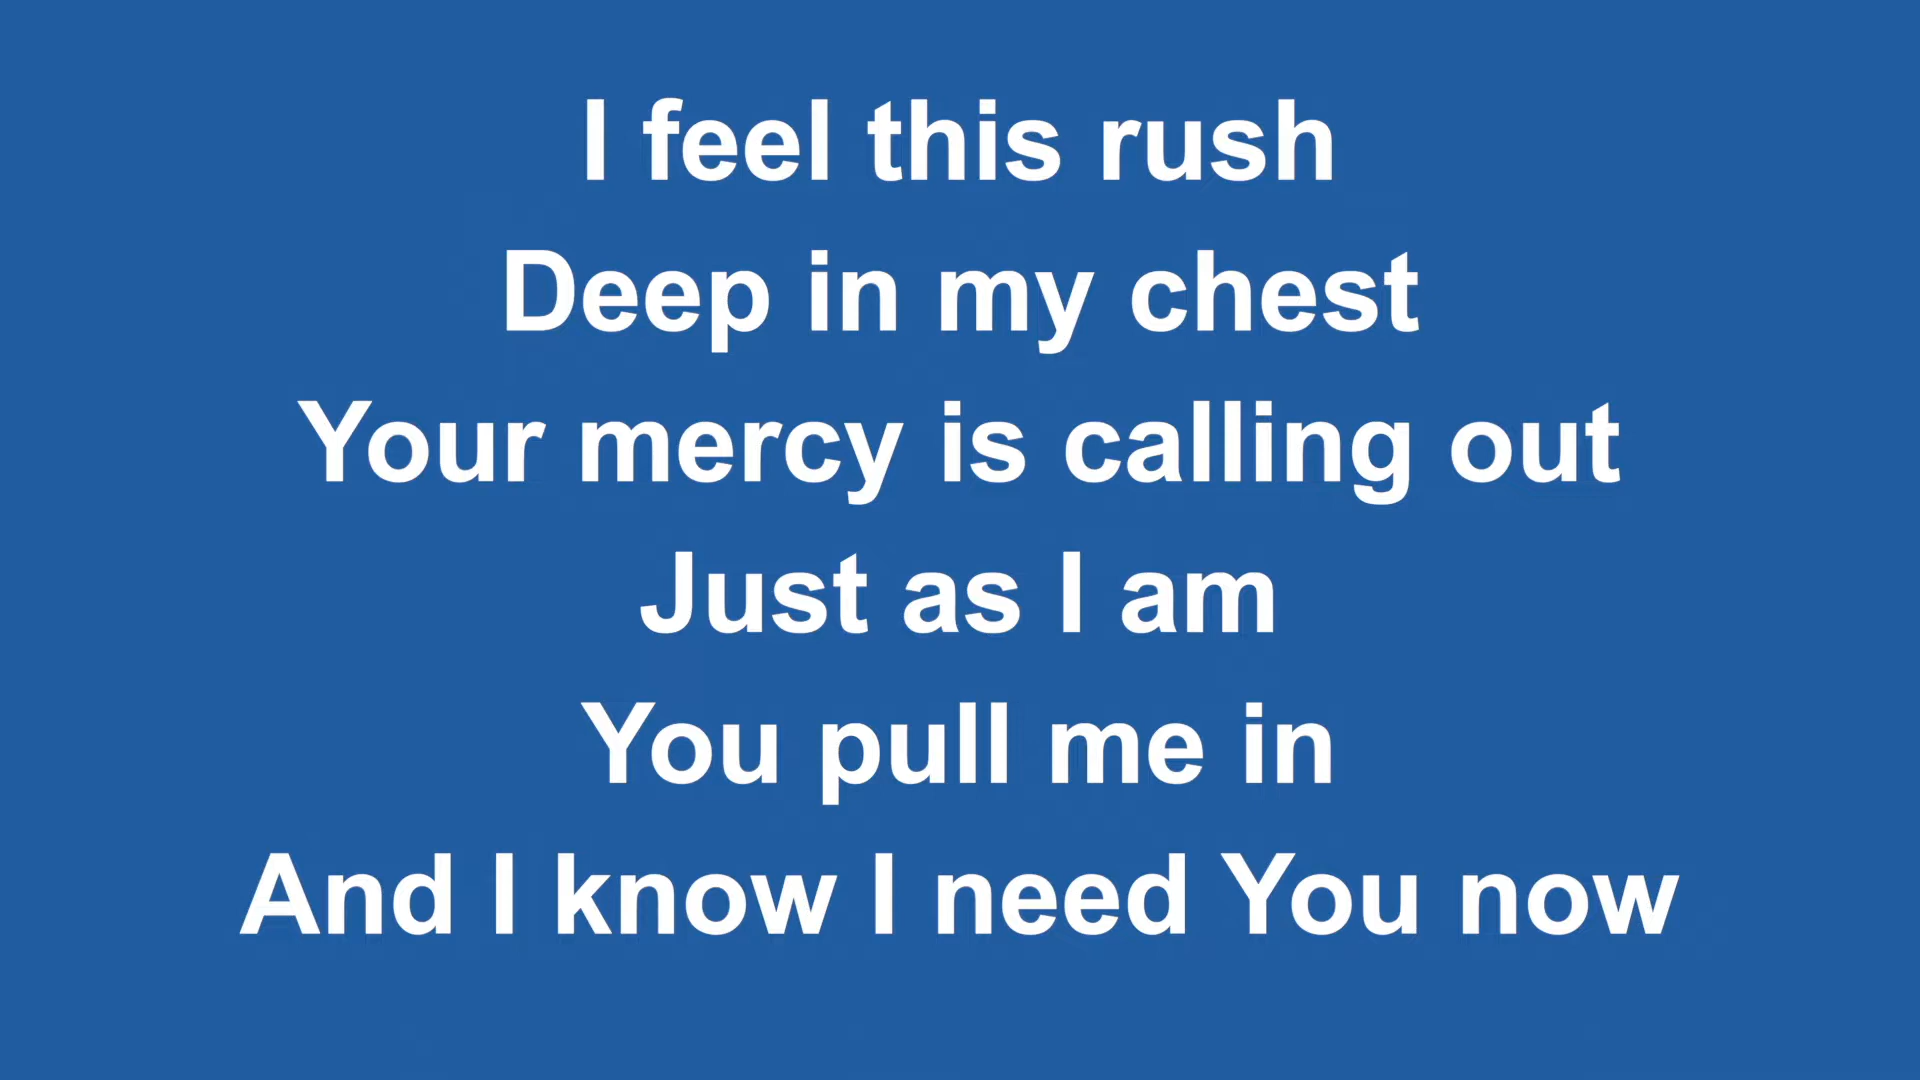 I feel this rush
Deep in my chest
Your mercy is calling out
Just as I am
You pull me in
And I know I need You now